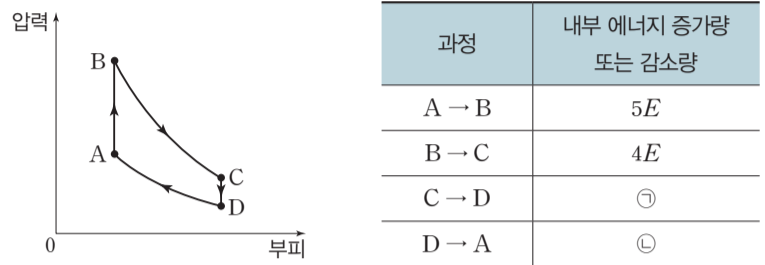 압력
B
A
C
D
0
부피
과정
내부 에너지 증가량
또는 감소량
A → B
5E
B → C
4E
C → D
㉠
D → A
㉡